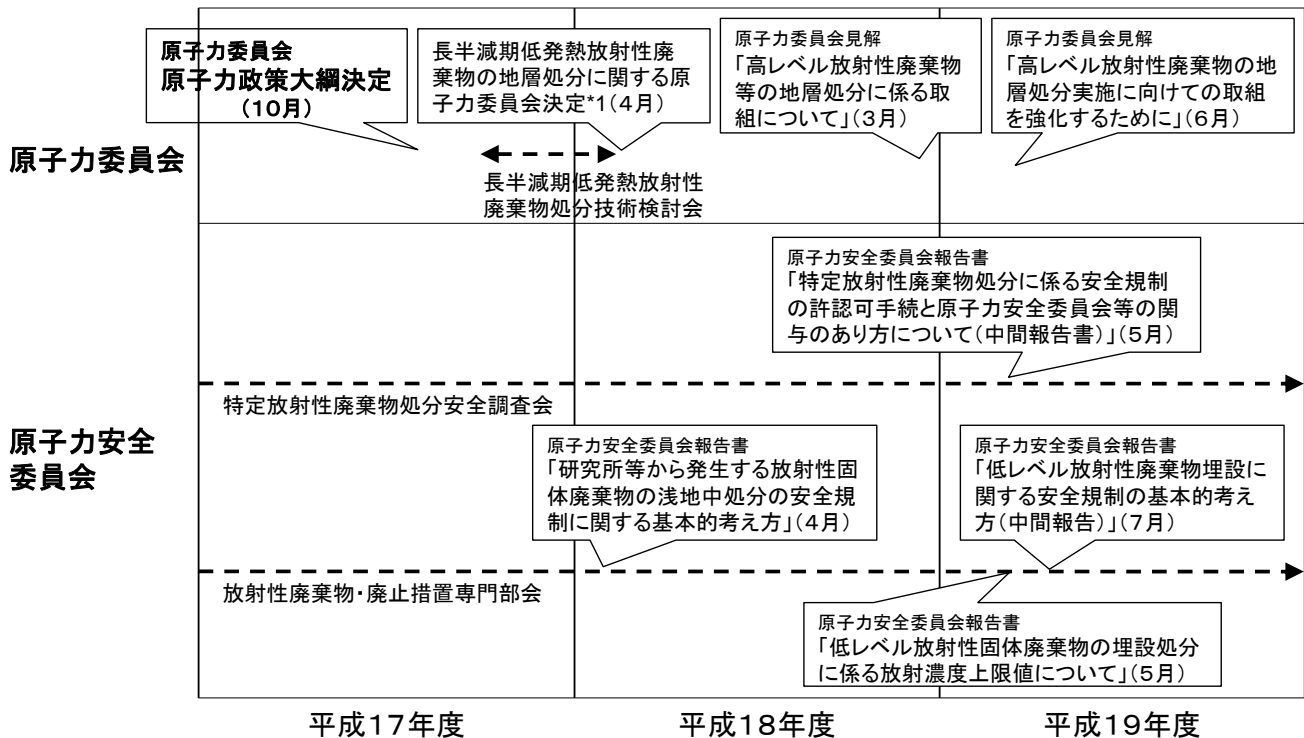 原子力委員会
原子力政策大綱決定
(10月)
長半減期低発熱放射性廃
棄物の地層処分に関する原
子力委員会決定*1(4月)
原子力委員会見解
「高レベル放射性廃棄物
等の地層処分に係る取
組について」(3月)
原子力委員会見解
「高レベル放射性廃棄物の地
層処分実施に向けての取組
を強化するために」(6月)
原子力委員会
長半減期低発熱放射性
廃棄物処分技術検討会
原子力安全委員会報告書
「特定放射性廃棄物処分に係る安全規制
の許認可手続と原子力安全委員会等の関
与のあり方について(中間報告書)」(5月)
特定放射性廃棄物処分安全調査会
原子力安全
委員会
原子力安全委員会報告書
「研究所等から発生する放射性固
体廃棄物の浅地中処分の安全規
制に関する基本的考え方」(4月)
原子力安全委員会報告書
「低レベル放射性廃棄物埋設に
関する安全規制の基本的考え
方(中間報告)」(7月)
放射性廃棄物・廃止措置専門部会
原子力安全委員会報告書
「低レベル放射性固体廃棄物の埋設処分
に係る放射濃度上限値について」(5月)
平成17年度
平成18年度
平成19年度